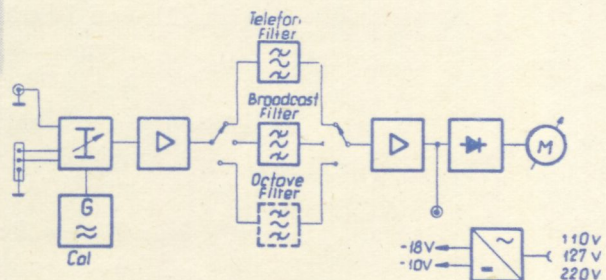 Telefon
Filter
Broadcast
Filter
Octave
Filter
G
Cal
M
-18V
-10V
110V
127V
220V